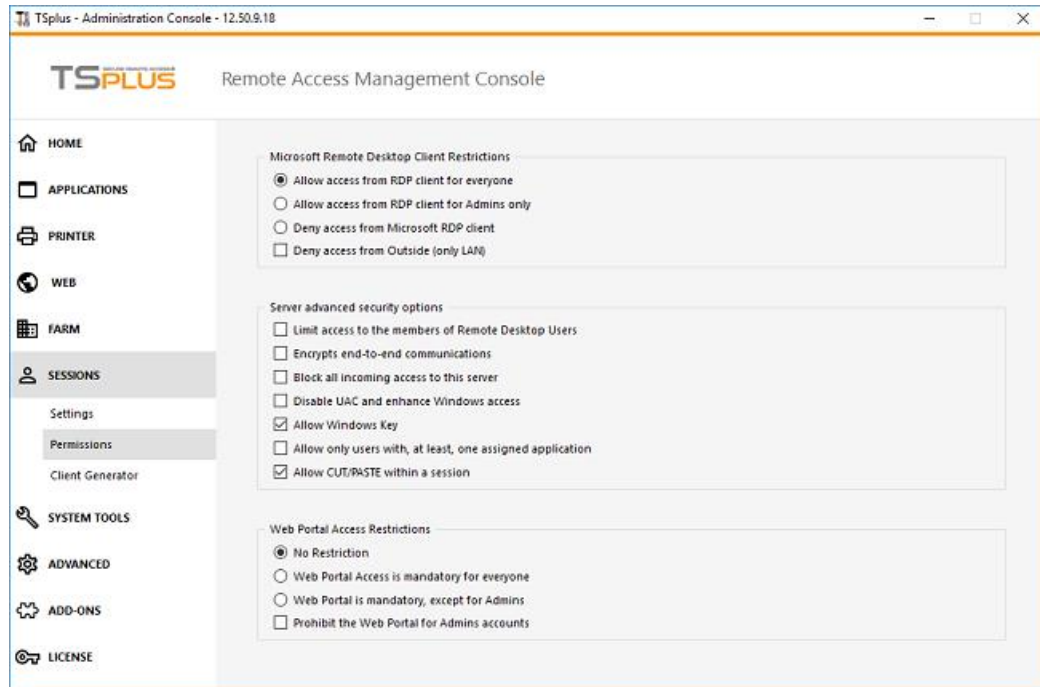 TSplus - Administration Console - 12.50.9.18
TSPLUS
Remote Access Management Console
HOME
APPLICATIONS
PRINTER
WEB
FARM
SESSIONS
Settings
Permissions
Client Generator
SYSTEM TOOLS
ADVANCED
ADD-ONS
LICENSE
Microsoft Remote Desktop Client Restrictions
Allow access from RDP client for everyone
Allow access from RDP client for Admins only
Deny access from Microsoft RDP client
Deny access from Outside (only LAN)
Server advanced security options
Limit access to the members of Remote Desktop Users
Encrypts end-to-end communications
Block all incoming access to this server
Disable UAC and enhance Windows access
Allow Windows Key
Allow only users with, at least, one assigned application
Allow CUT/PASTE within a session
Web Portal Access Restrictions
No Restriction
Web Portal Access is mandatory for everyone
Web Portal is mandatory, except for Admins
Prohibit the Web Portal for Admins accounts